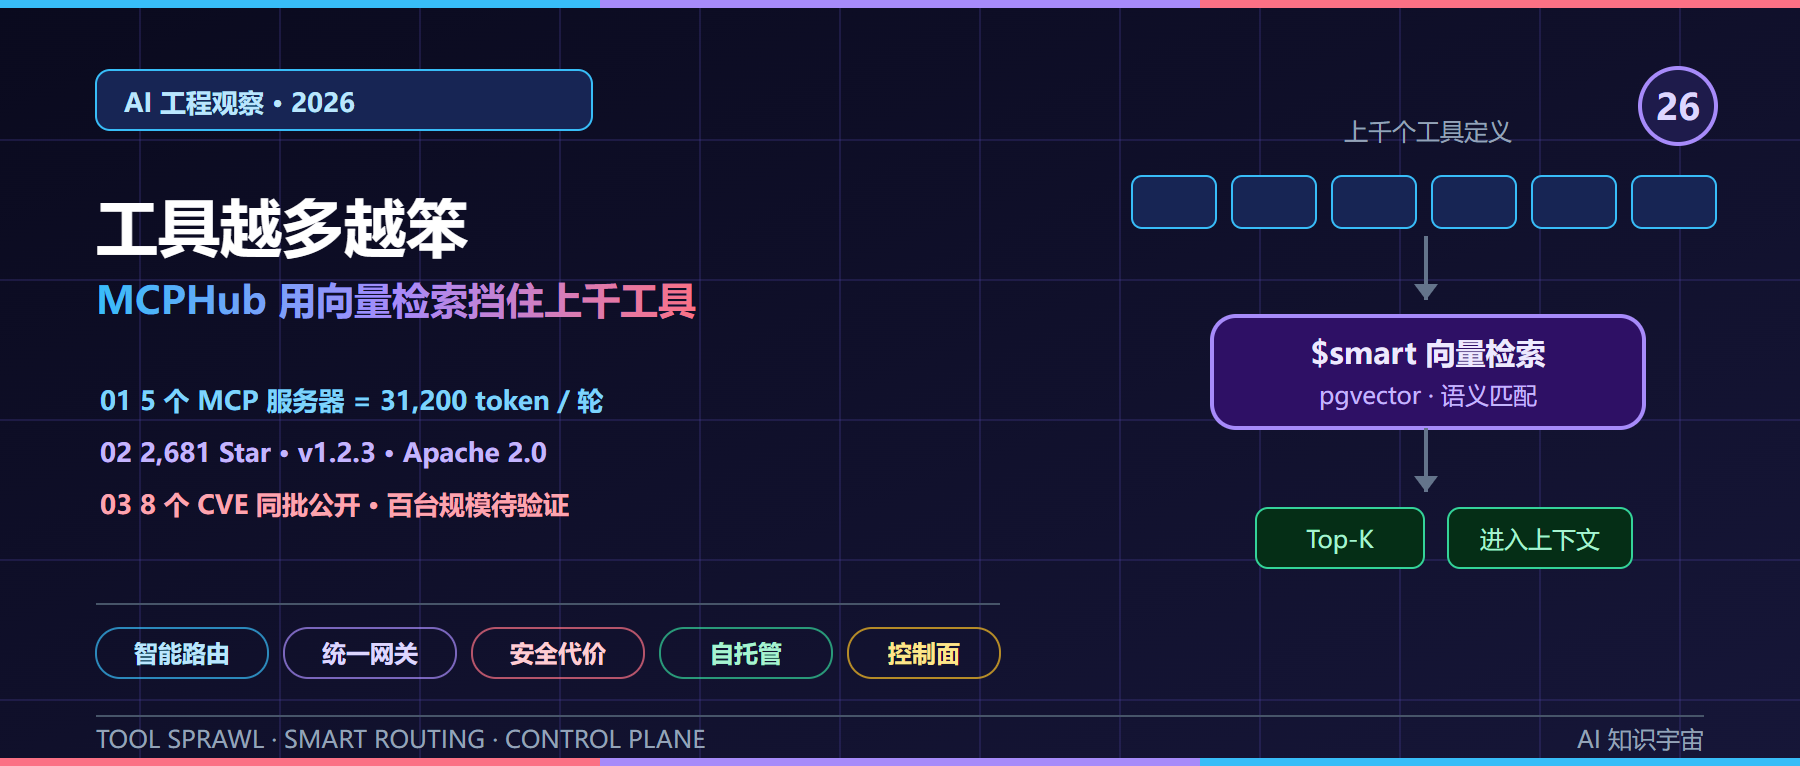 AI 工程观察 • 2026
工具越多越笨
MCPHub 用向量检索挡住上千工具
01 5 个 MCP 服务器 = 31,200 token / 轮
02 2,681 Star • v1.2.3 • Apache 2.0
03 8 个 CVE 同批公开 • 百台规模待验证
智能路由
统一网关
安全代价
自托管
控制面
26
上千个工具定义
$smart 向量检索
pgvector · 语义匹配
Top-K
进入上下文
TOOL SPRAWL · SMART ROUTING · CONTROL PLANE
AI 知识宇宙